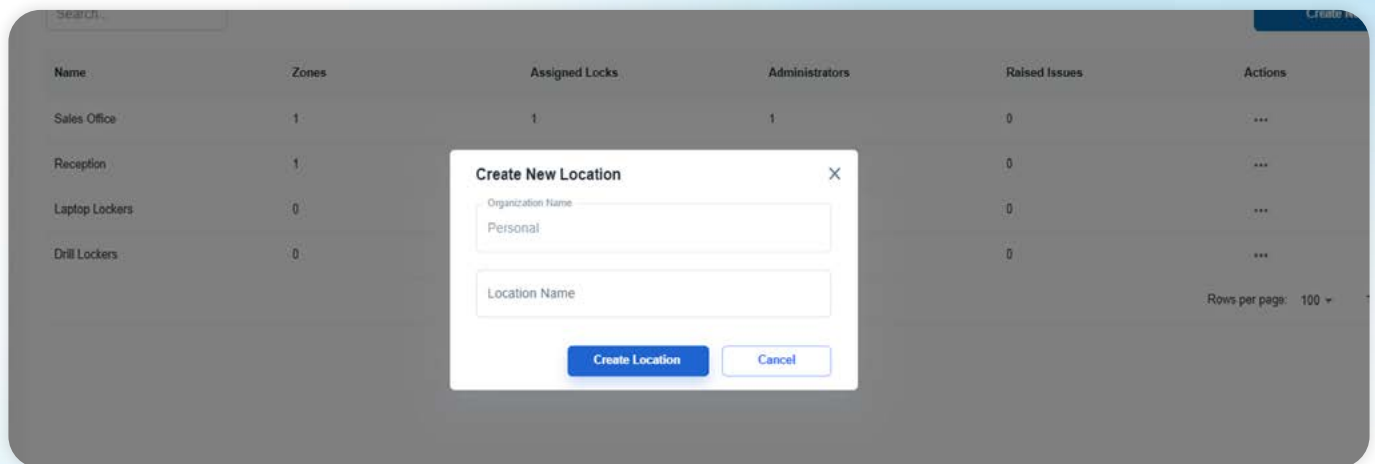 Search...
Create
Name Zones Assigned Locks Administrators Raised Issues Actions
Sales Office 1 1 1 0 •••
Reception 1 0 •••
Laptop Lockers 0 0 •••
Drill Lockers 0 0 •••
Rows per page: 100
Create New Location
Organization Name
Personal
Location Name
Create Location Cancel